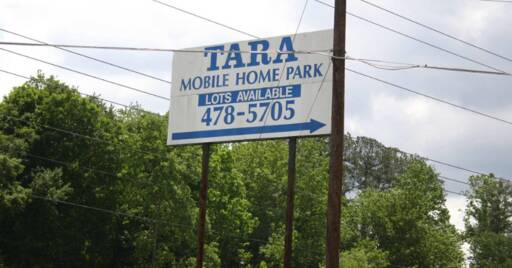 TARA
MOBILE HOME PARK
LOTS AVAILABLE
478-5705